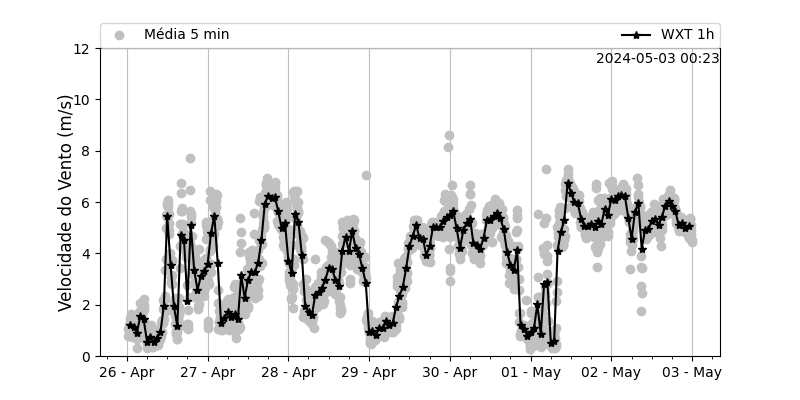 Média 5 min
WXT 1h
2024-05-03 00:23
Velocidade do Vento (m/s)
12
10
8
6
4
2
0
26 - Apr
27 - Apr
28 - Apr
29 - Apr
30 - Apr
01 - May
02 - May
03 - May